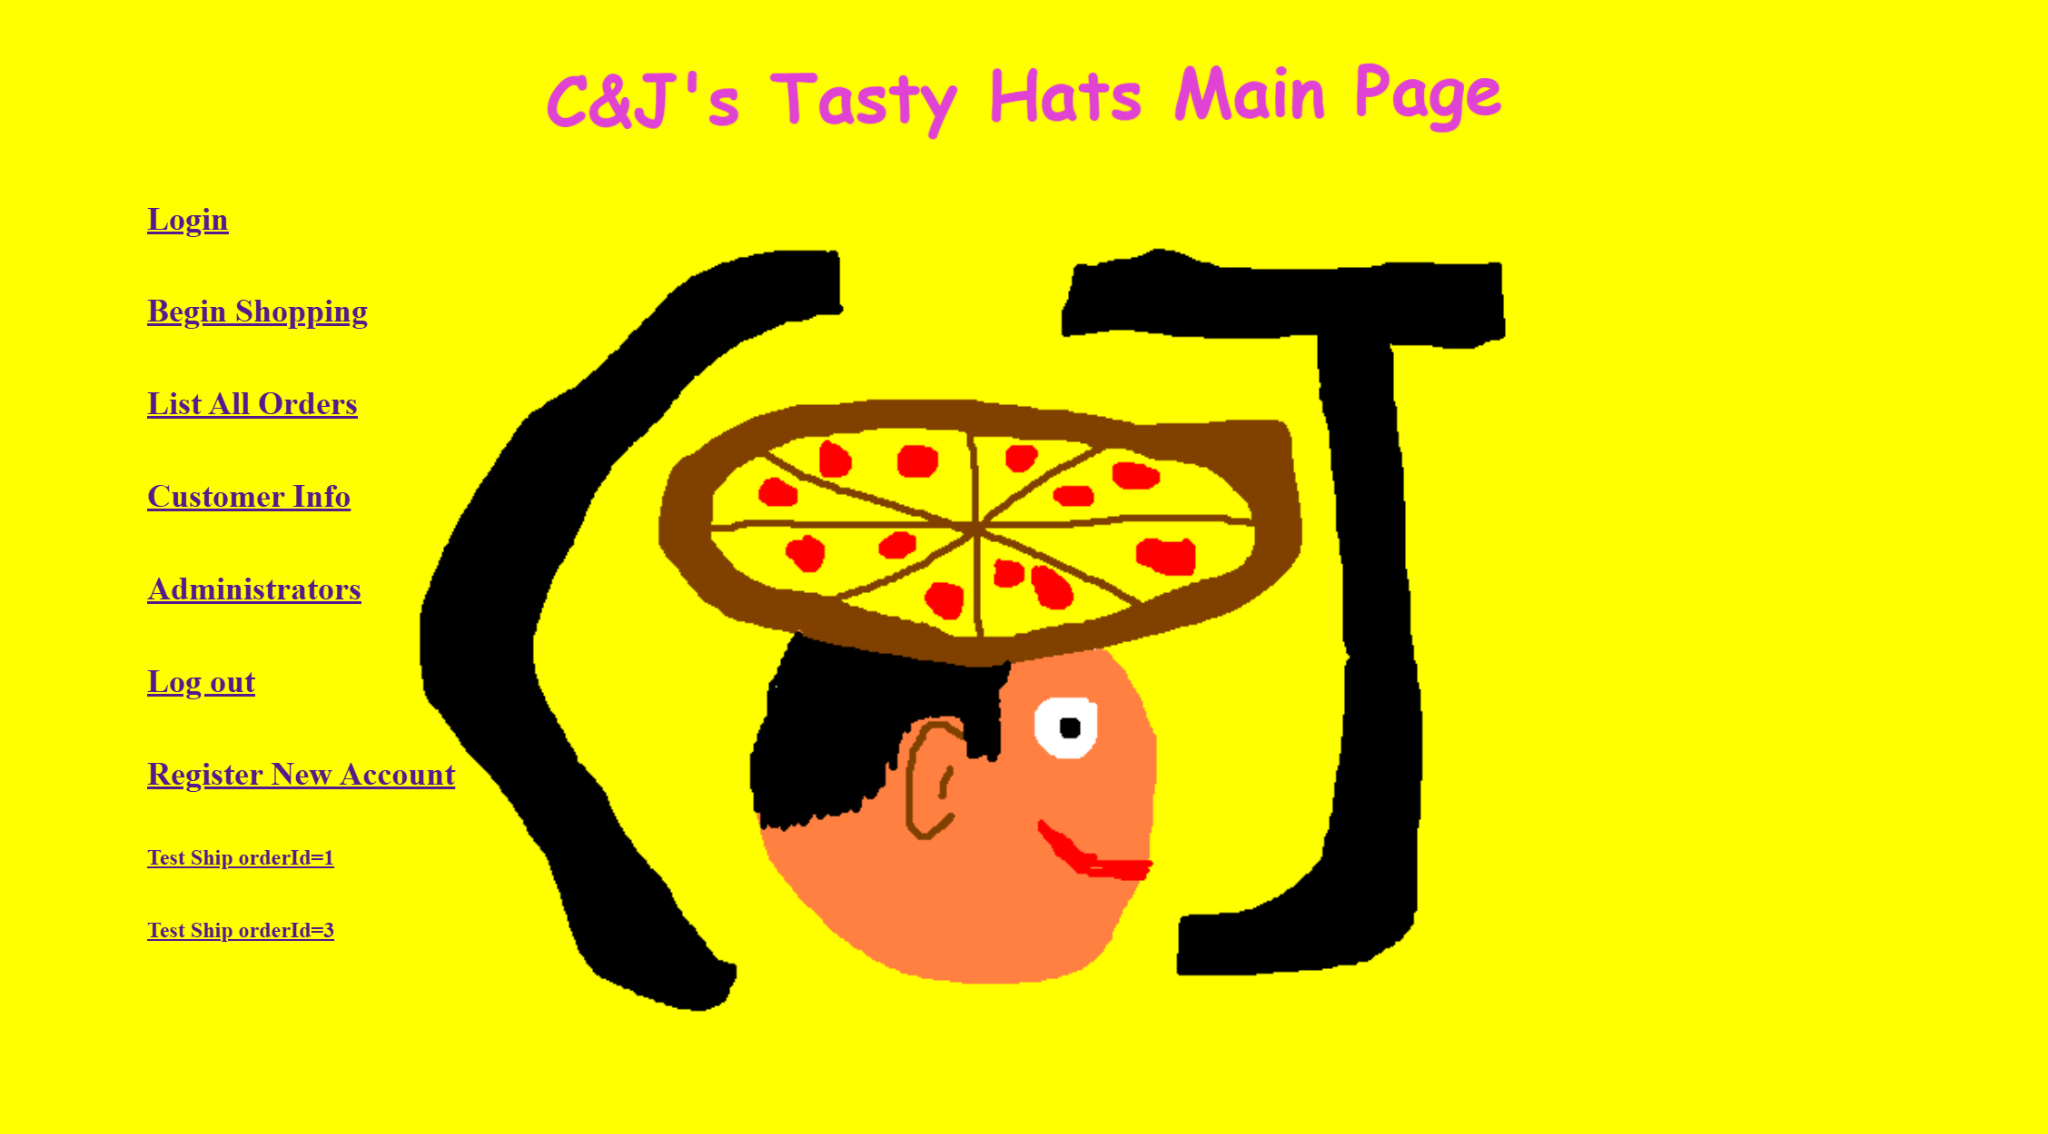 C&J's Tasty Hats Main Page
Login
Begin Shopping
List All Orders
Customer Info
Administrators
Log out
Register New Account
Test Ship orderId=1
Test Ship orderId=3
C J